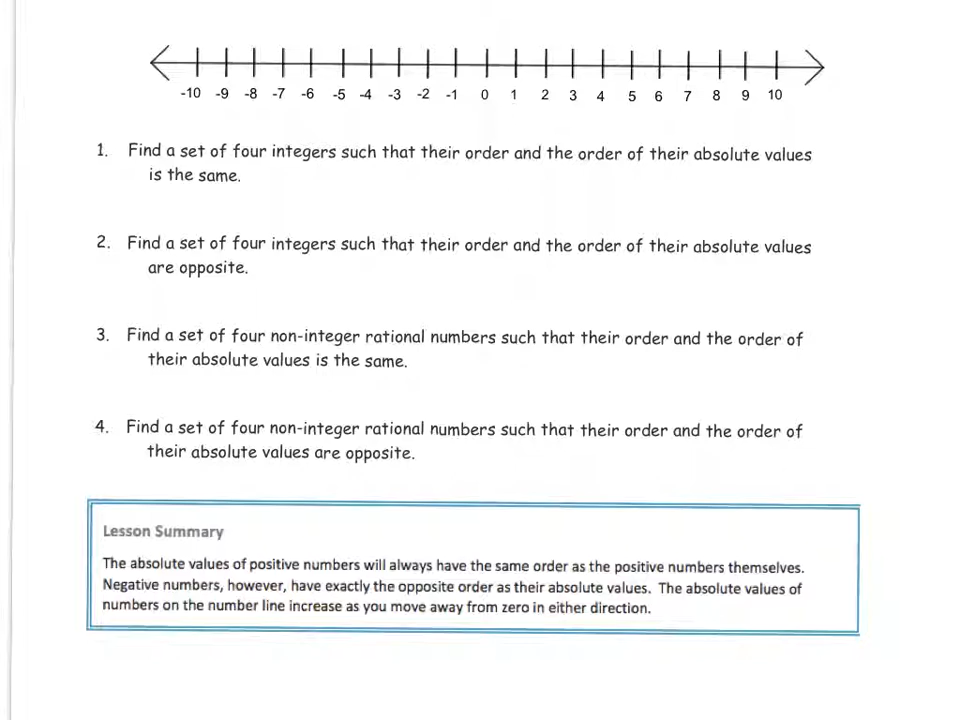 -10 -9 -8 -7 -6 -5 -4 -3 -2 -1 0 1 2 3 4 5 6 7 8 9 10
1. Find a set of four integers such that their order and the order of their absolute values
is the same.
2. Find a set of four integers such that their order and the order of their absolute values
are opposite.
3. Find a set of four non-integer rational numbers such that their order and the order of
their absolute values is the same.
4. Find a set of four non-integer rational numbers such that their order and the order of
their absolute values are opposite.
Lesson Summary
The absolute values of positive numbers will always have the same order as the positive numbers themselves.
Negative numbers, however, have exactly the opposite order as their absolute values. The absolute values of
numbers on the number line increase as you move away from zero in either direction.